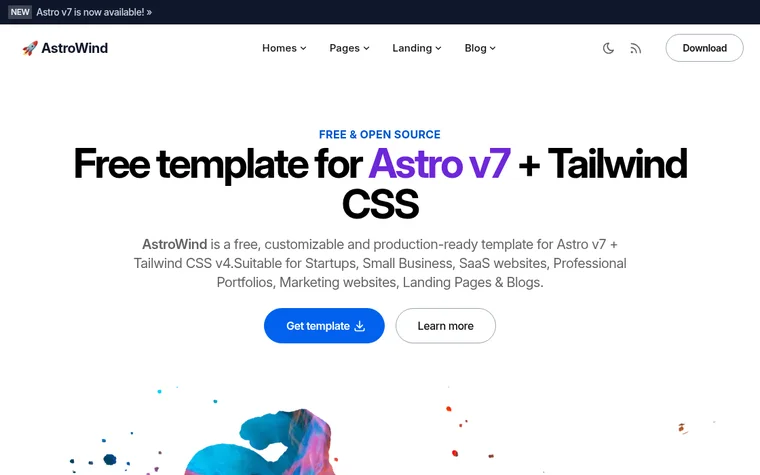 NEW Astro v7 is now available! »
🚀 AstroWind Homes Pages Landing Blog Download
FREE & OPEN SOURCE
Free template for Astro v7 + Tailwind
CSS
AstroWind is a free, customizable and production-ready template for Astro v7 +
Tailwind CSS v4.Suitable for Startups, Small Business, SaaS websites, Professional
Portfolios, Marketing websites, Landing Pages & Blogs.
Get template Learn more